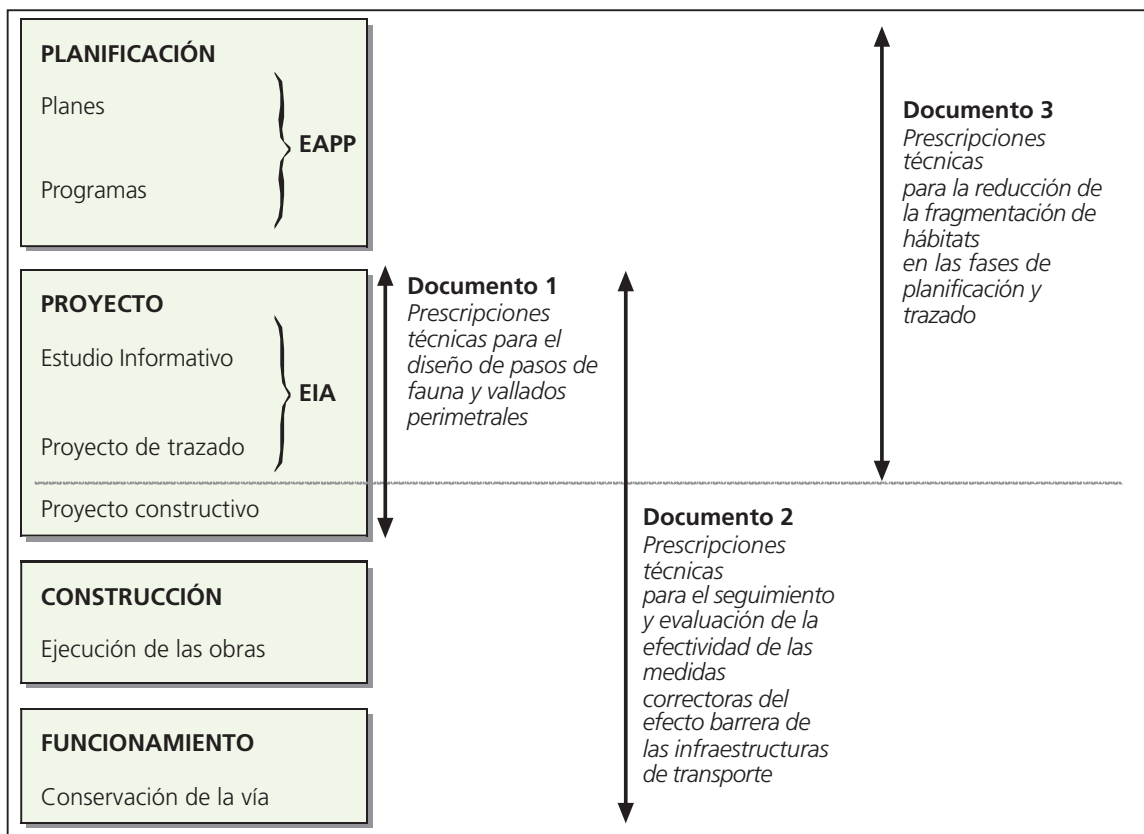 PLANIFICACIÓN
Planes
EAPP
Programas
PROYECTO
Estudio Informativo
EIA
Proyecto de trazado
Proyecto constructivo
CONSTRUCCIÓN
Ejecución de las obras
FUNCIONAMIENTO
Conservación de la vía
Documento 1
Prescripciones
técnicas para el
diseño de pasos de
fauna y vallados
perimetrales
Documento 2
Prescripciones
técnicas
para el seguimiento
y evaluación de la
efectividad de las
medidas
correctoras del
efecto barrera de
las infraestructuras
de transporte
Documento 3
Prescripciones
técnicas
para la reducción de
la fragmentación de
hábitats
en las fases de
planificación y
trazado